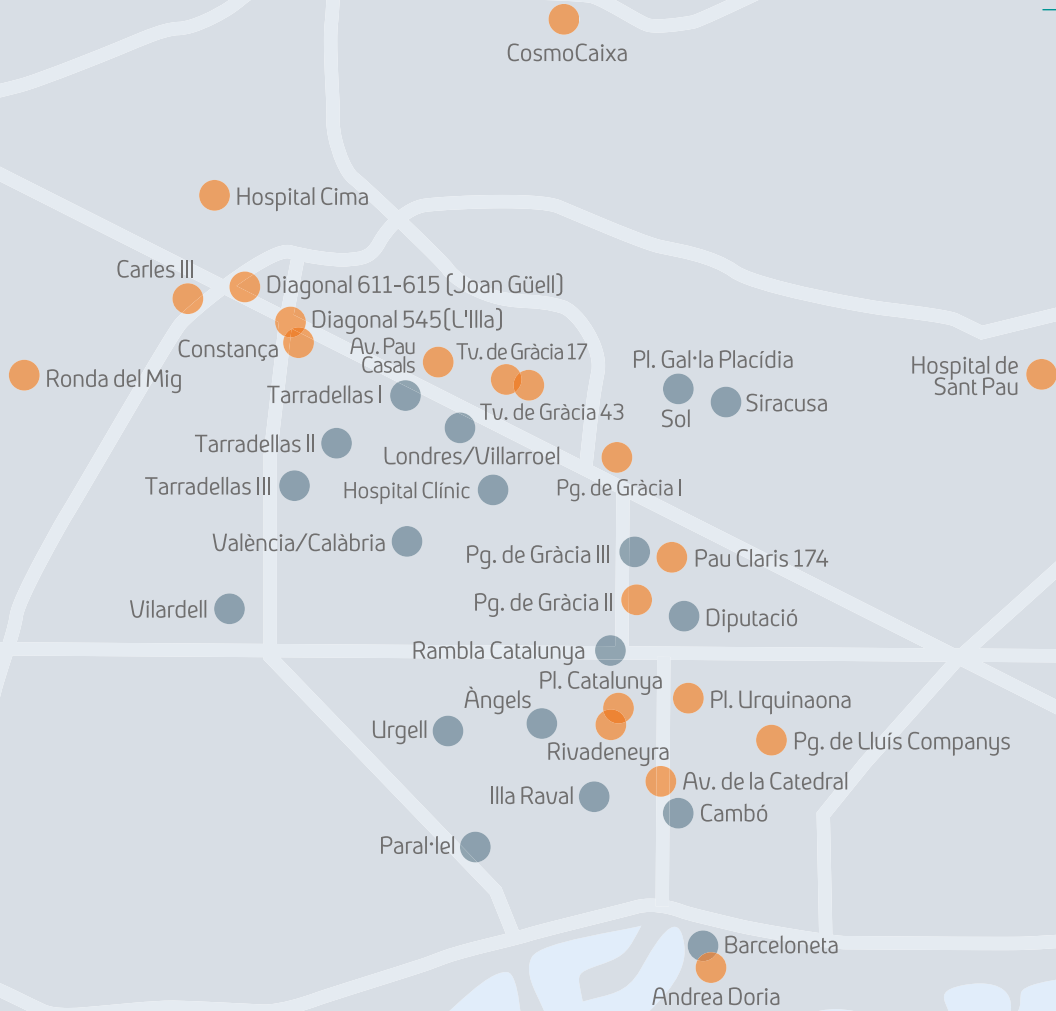 CosmoCaixa
Hospital Cima
Carles III
Diagonal 611-615 (Joan Güell)
Diagonal 545(L'Illa)
Constança
Av. Pau
Casals
Tv. de Gràcia 17
Pl. Gal·la Placídia
Hospital de
Sant Pau
Ronda del Mig
Tarradellas I
Tv. de Gràcia 43
Sol
Siracusa
Tarradellas II
Londres/Villarroel
Tarradellas III
Hospital Clínic
Pg. de Gràcia I
València/Calàbria
Pg. de Gràcia III
Pau Claris 174
Vilardell
Pg. de Gràcia II
Diputació
Rambla Catalunya
Pl. Catalunya
Àngels
Pl. Urquinaona
Urgell
Rivadeneyra
Pg. de Lluís Companys
Av. de la Catedral
Illa Raval
Cambó
Paral·lel
Barceloneta
Andrea Doria